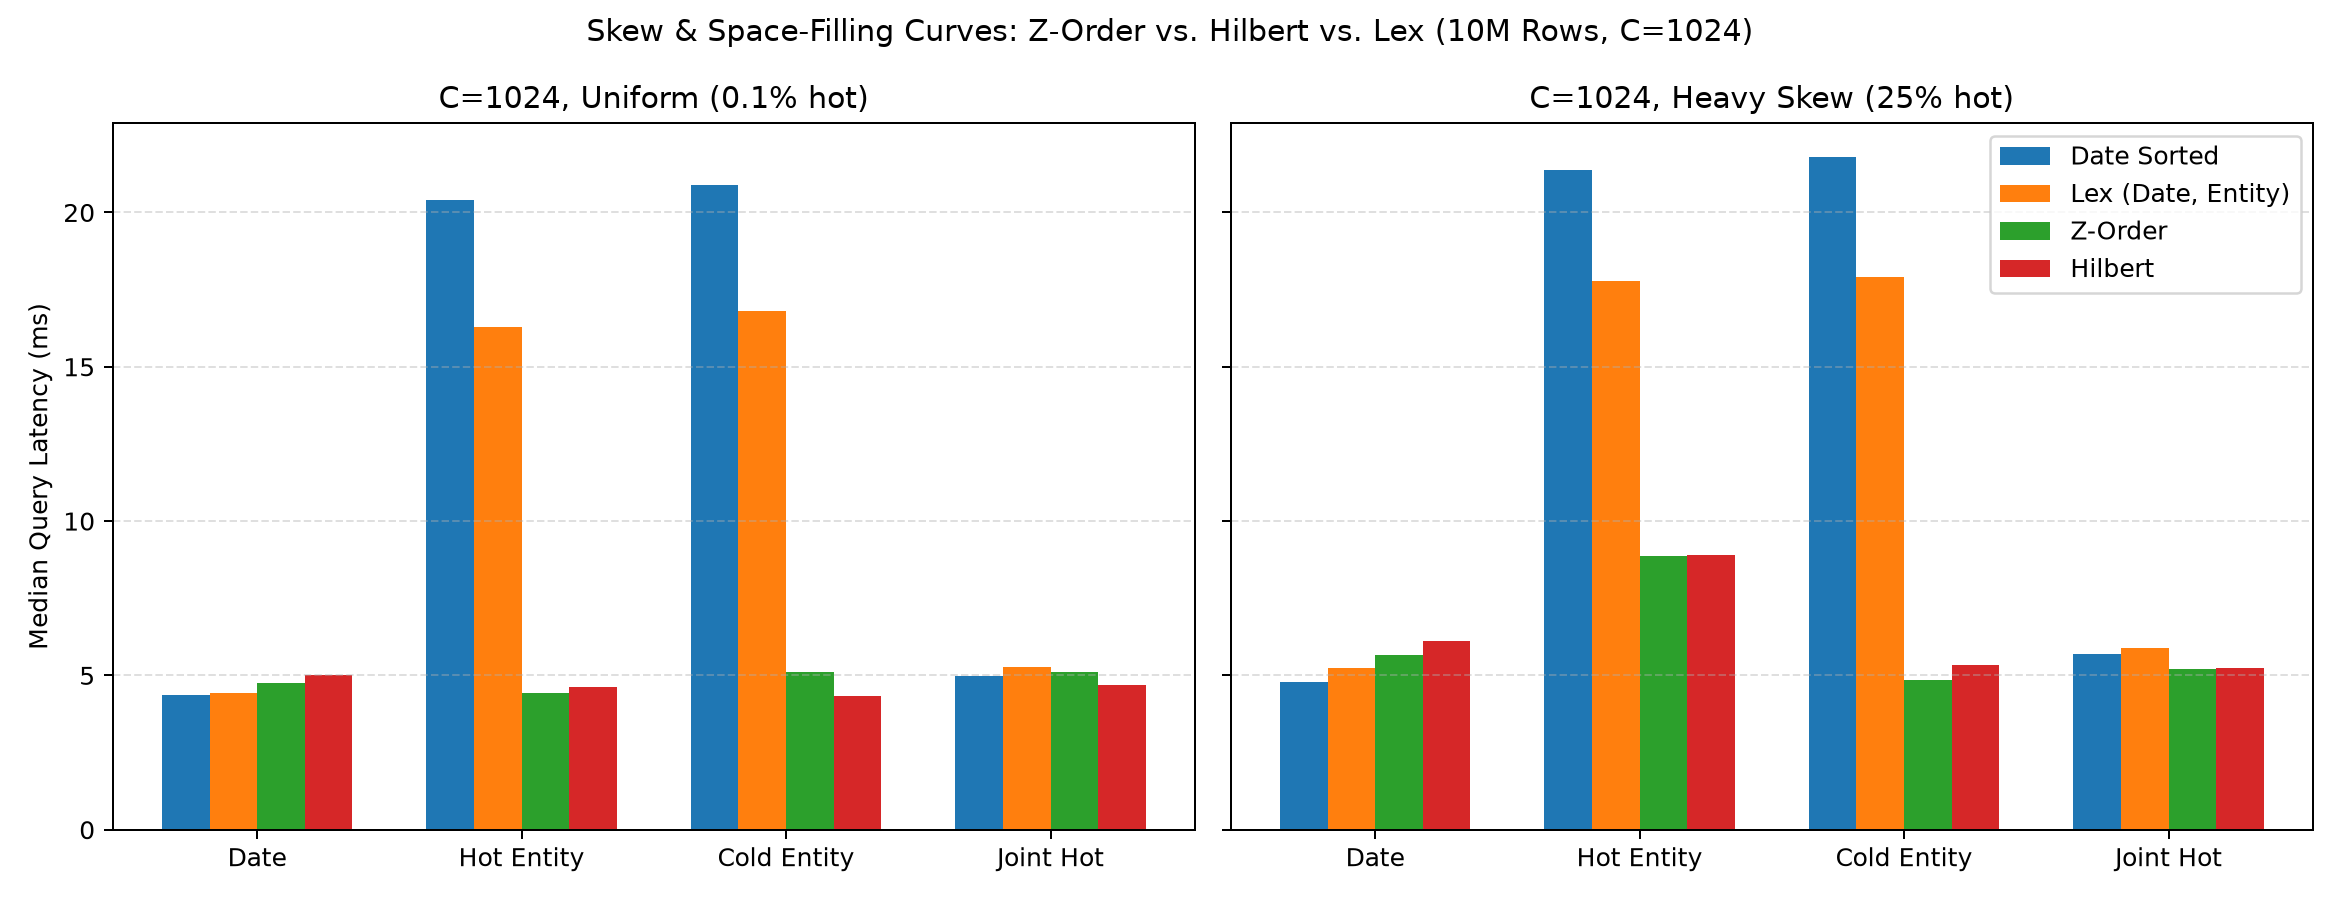 Skew & Space-Filling Curves: Z-Order vs. Hilbert vs. Lex (10M Rows, C=1024)
C=1024, Uniform (0.1% hot)
Median Query Latency (ms)
20
15
10
5
0
Date
Hot Entity
Cold Entity
Joint Hot
C=1024, Heavy Skew (25% hot)
Date Sorted
Lex (Date, Entity)
Z-Order
Hilbert
Date
Hot Entity
Cold Entity
Joint Hot